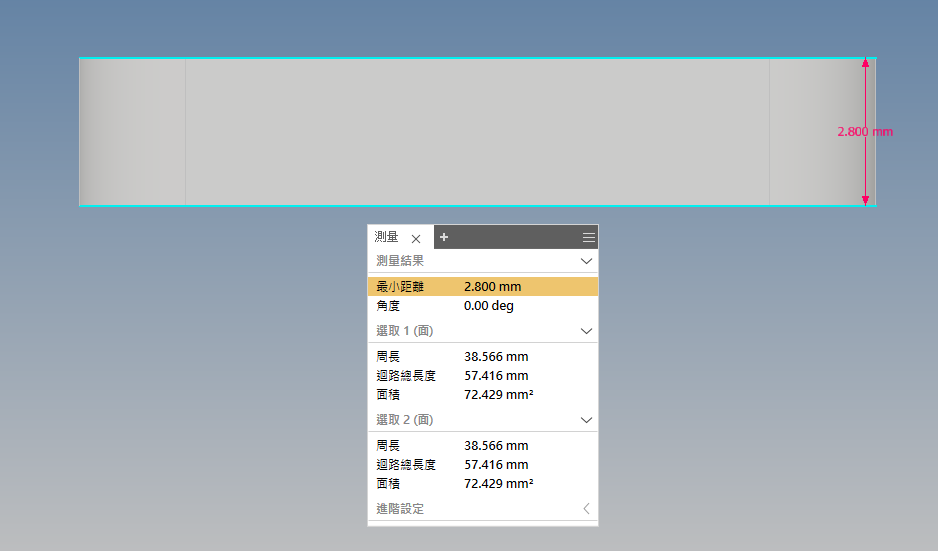 2.800 mm
測量
測量結果
最小距離 2.800 mm
角度 0.00 deg
選取 1 (面)
周長 38.566 mm
迴路總長度 57.416 mm
面積 72.429 mm²
選取 2 (面)
周長 38.566 mm
迴路總長度 57.416 mm
面積 72.429 mm²
進階設定